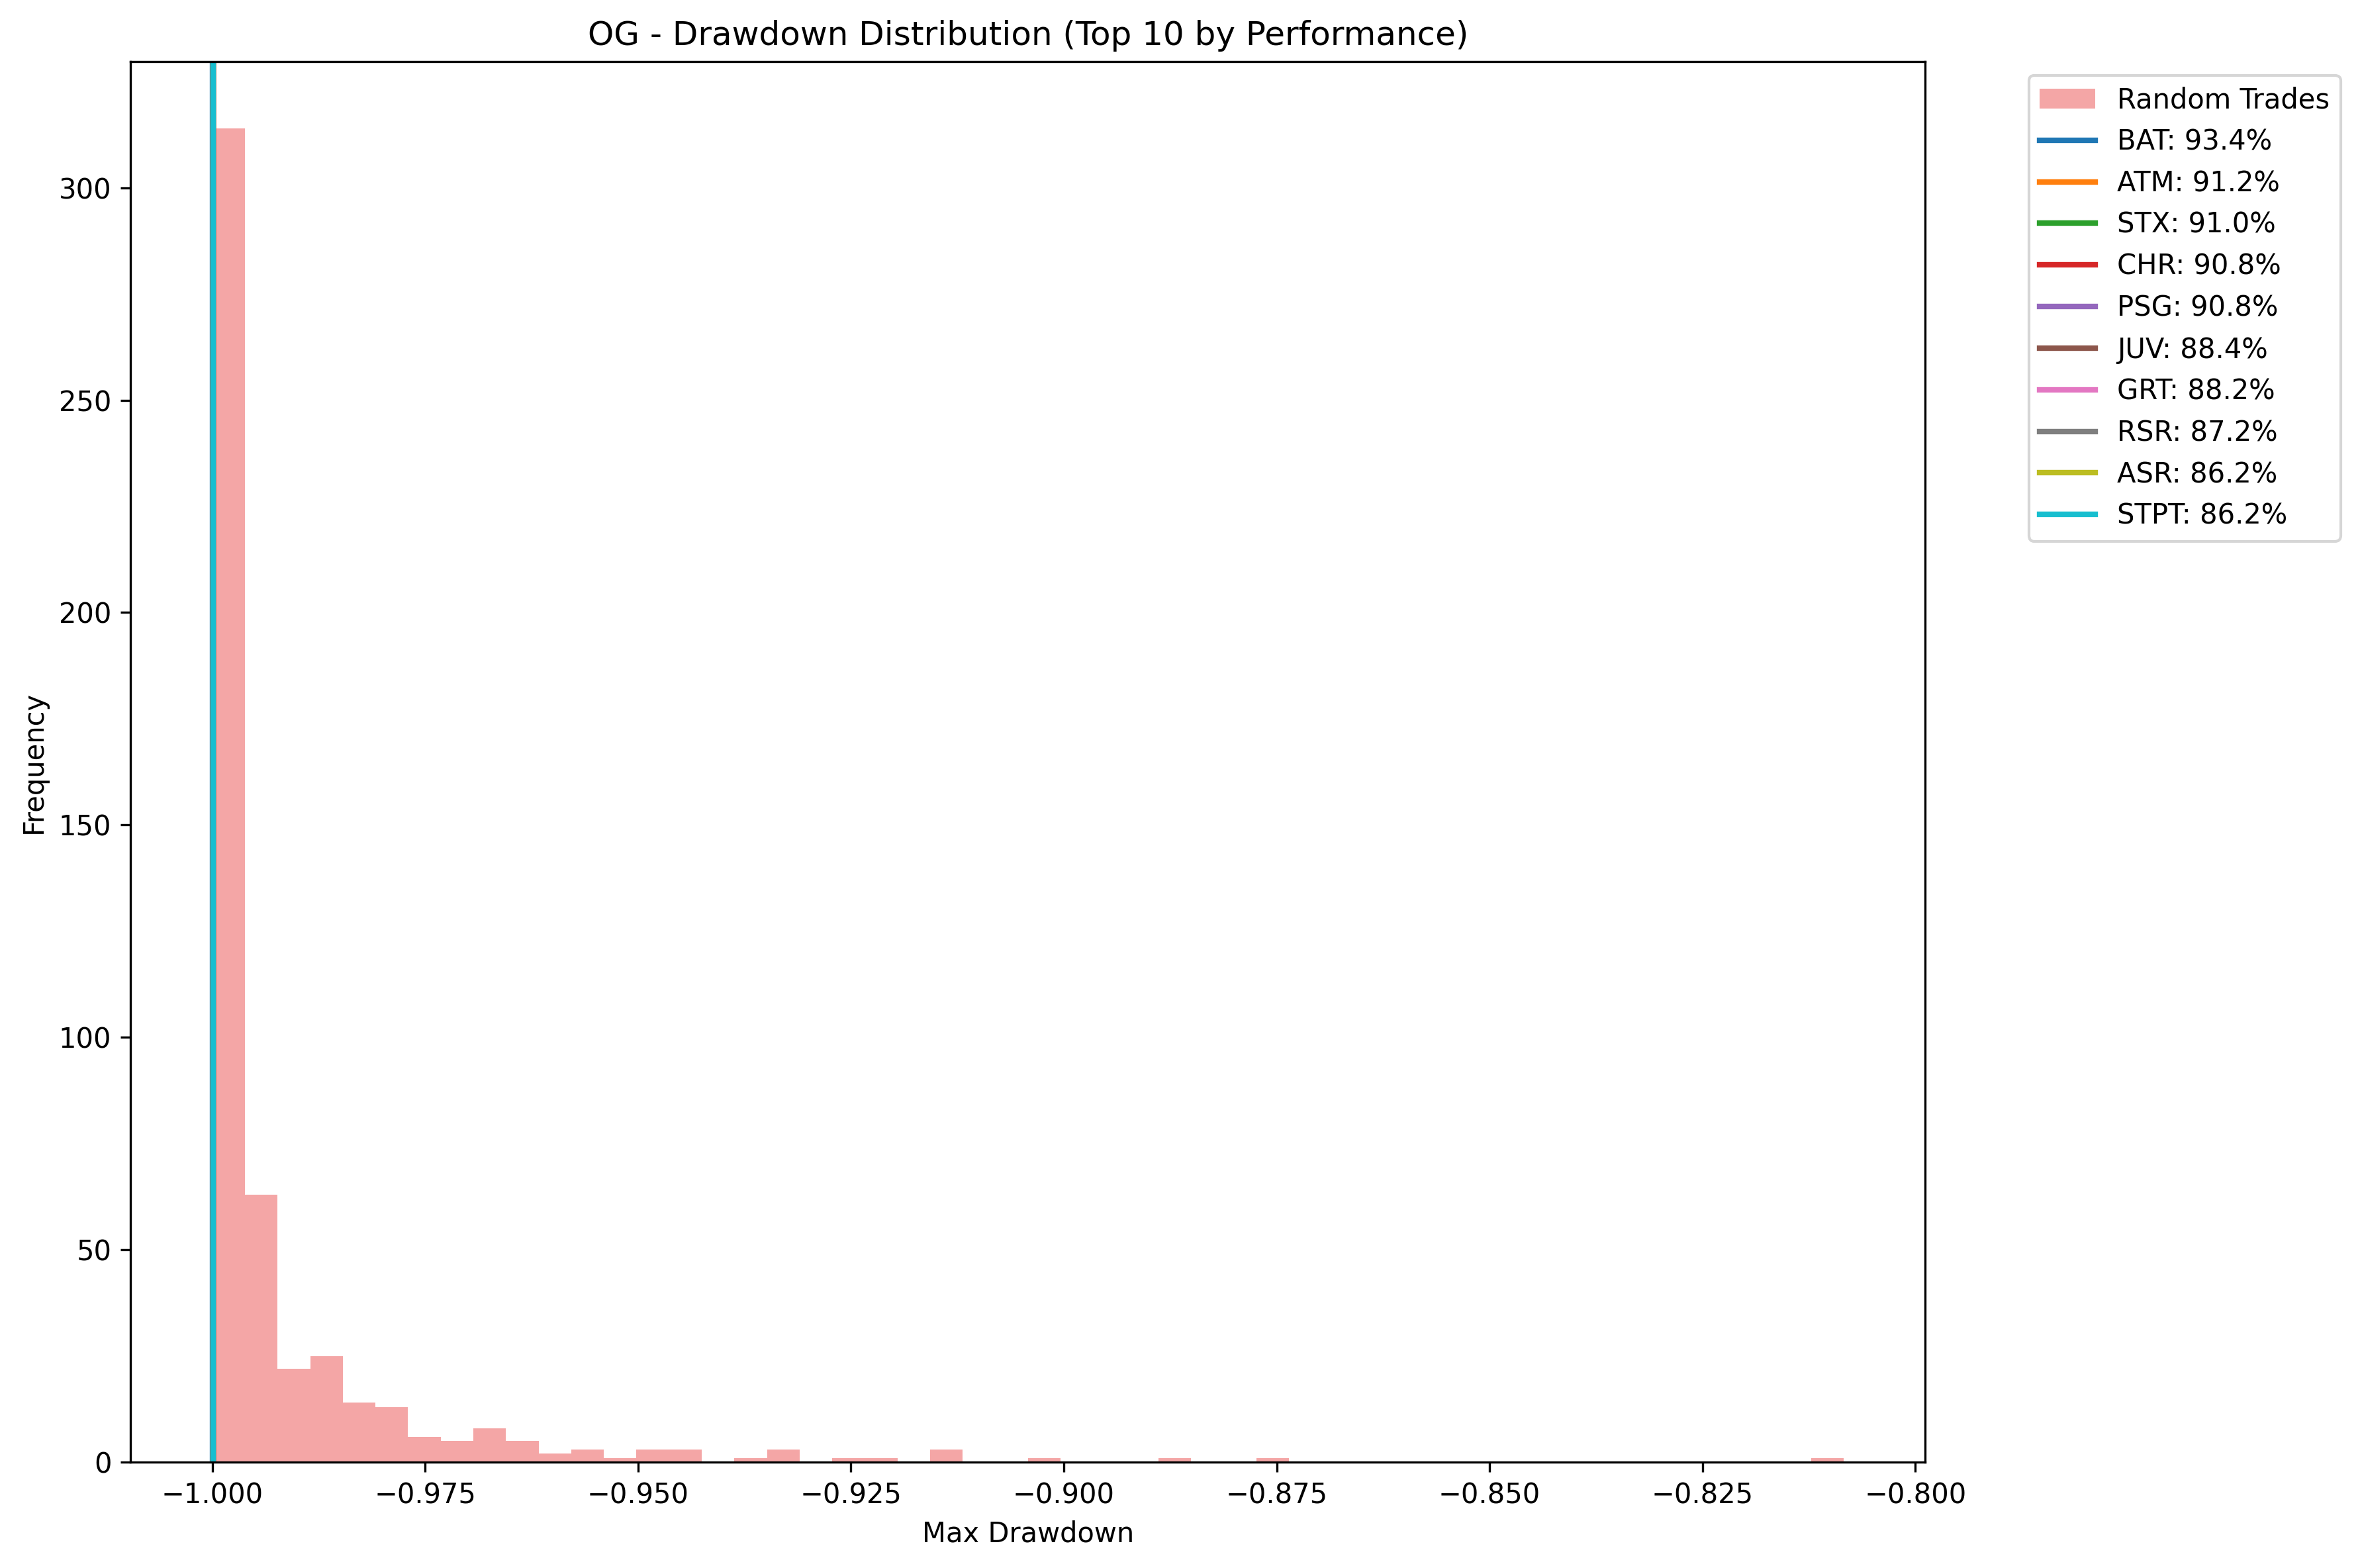 OG - Drawdown Distribution (Top 10 by Performance)
Random Trades
BAT: 93.4%
ATM: 91.2%
STX: 91.0%
CHR: 90.8%
PSG: 90.8%
JUV: 88.4%
GRT: 88.2%
RSR: 87.2%
ASR: 86.2%
STPT: 86.2%
Frequency
300
250
200
150
100
50
0
−1.000 −0.975 −0.950 −0.925 −0.900 −0.875 −0.850 −0.825 −0.800
Max Drawdown